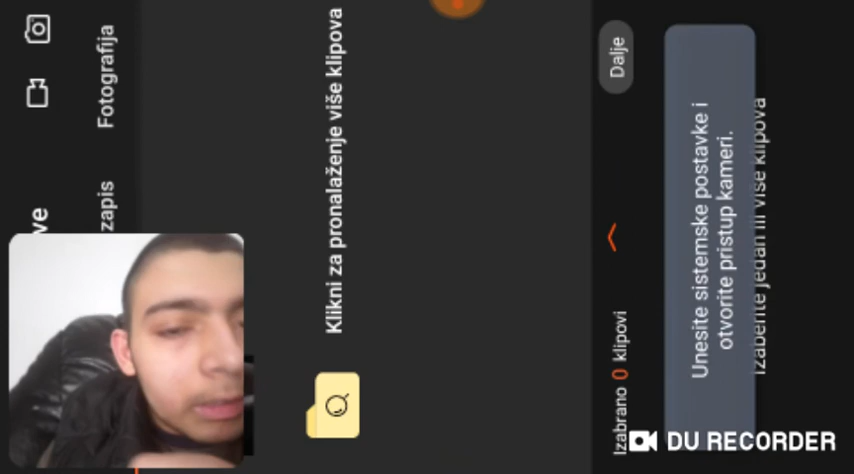 ve
zapis
Fotografija
Klikni za pronalaženje više klipova
Izabrano 0 klipovi
Dalje
Unesite sistemske postavke i
otvorite pristup kameri.
Izaberite jedan ili više klipova
DU RECORDER